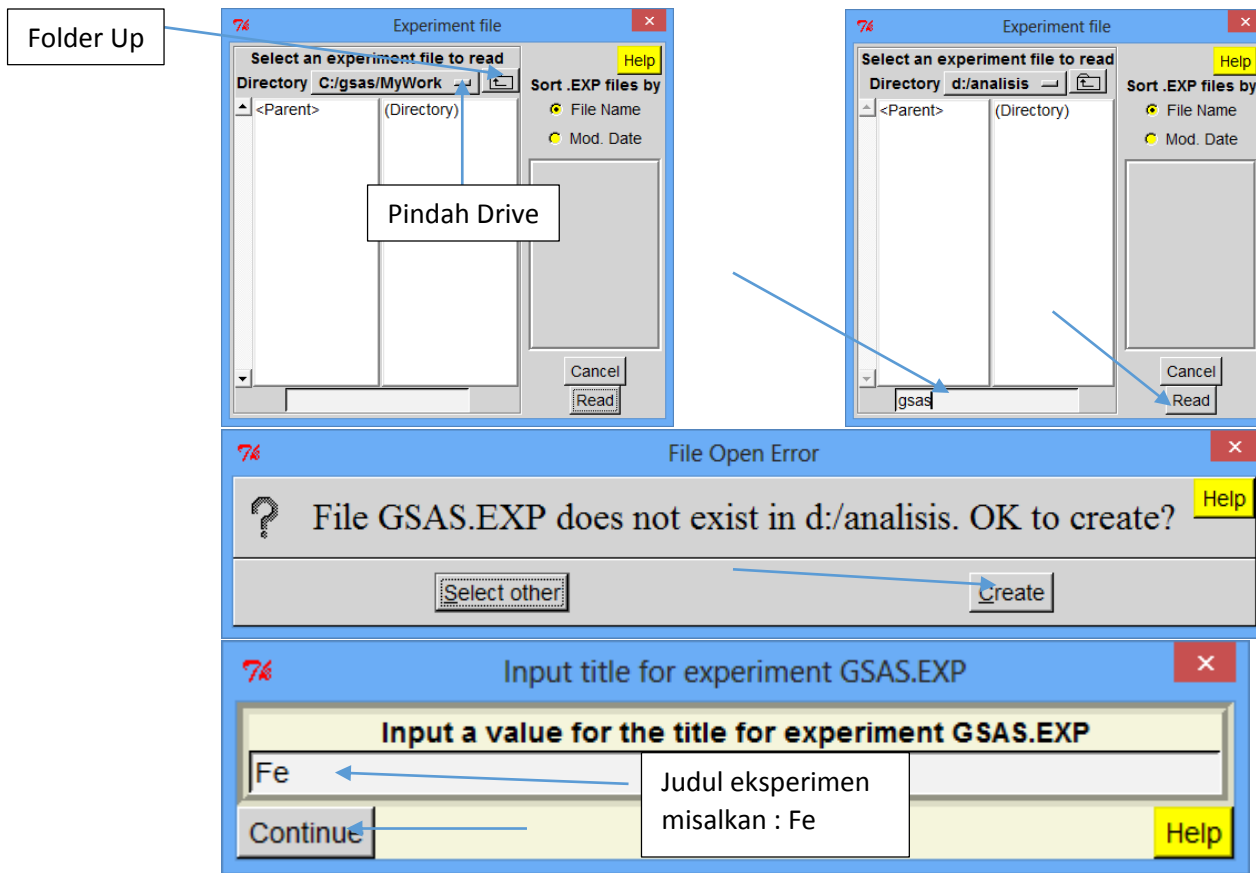 Folder Up
Experiment file
Select an experiment file to read
Help
Directory C:/gsas/MyWork
Sort .EXP files by
<Parent> (Directory)
File Name
Mod. Date
Pindah Drive
Cancel
Read
Experiment file
Select an experiment file to read
Help
Directory d:/analisis
Sort .EXP files by
<Parent> (Directory)
File Name
Mod. Date
Cancel
gsas
Read
File Open Error
Help
? File GSAS.EXP does not exist in d:/analisis. OK to create?
Select other
Create
Input title for experiment GSAS.EXP
Input a value for the title for experiment GSAS.EXP
Fe
Judul eksperimen
misalkan : Fe
Continue
Help